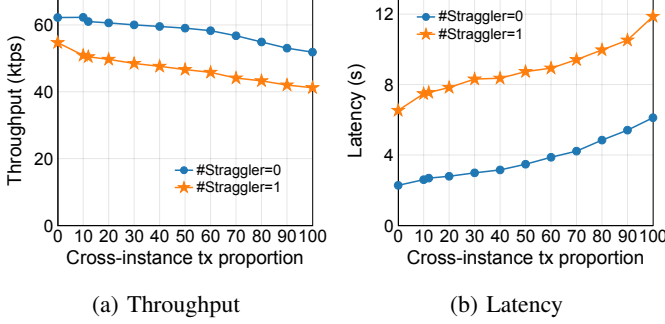 Throughput (ktps)
60
40
20
0
#Straggler=0
#Straggler=1
0 10 20 30 40 50 60 70 80 90 100
Cross-instance tx proportion
(a) Throughput
Latency (s)
12
8
4
0
#Straggler=0
#Straggler=1
0 10 20 30 40 50 60 70 80 90 100
Cross-instance tx proportion
(b) Latency